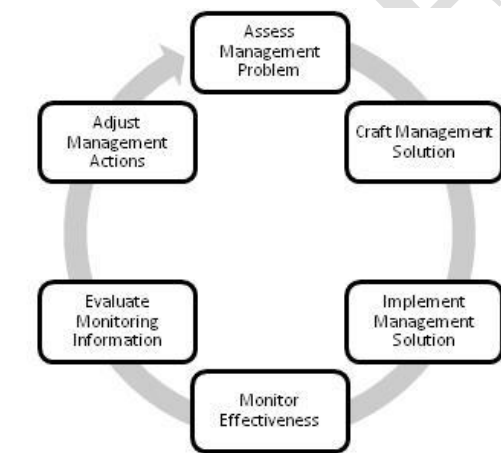 Assess
Management
Problem
Craft Management
Solution
Implement
Management
Solution
Monitor
Effectiveness
Evaluate
Monitoring
Information
Adjust
Management
Actions